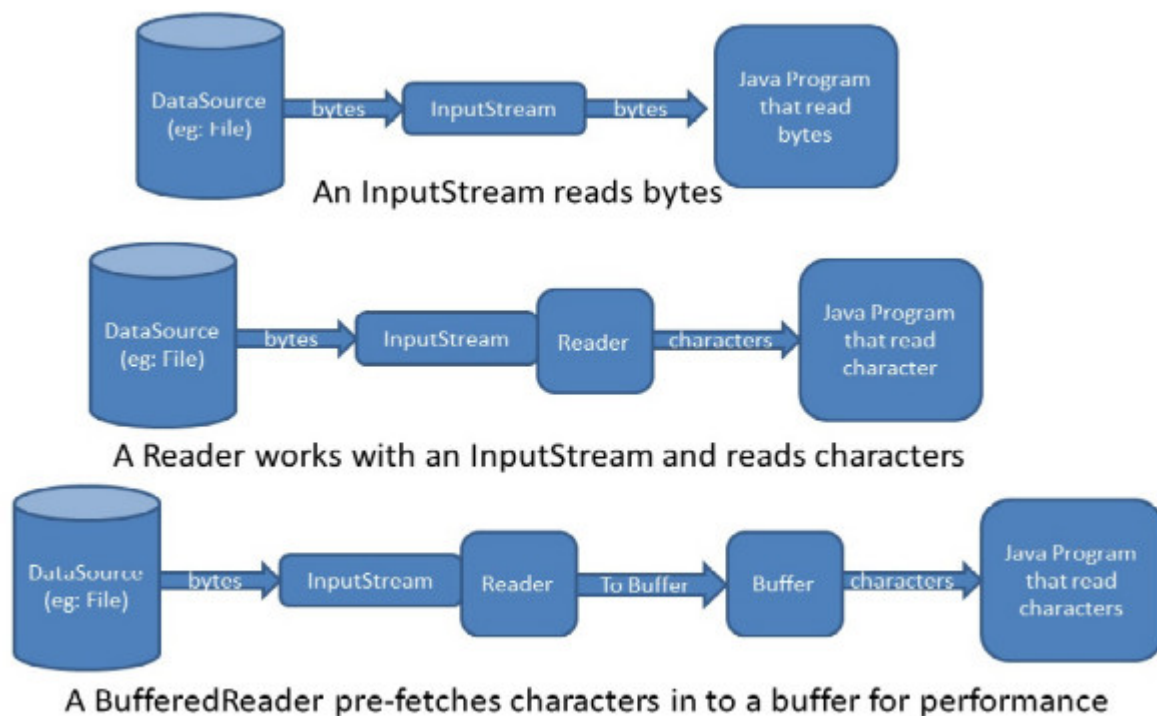 DataSource
(eg: File)
bytes
InputStream
bytes
Java Program
that read
bytes
An InputStream reads bytes
DataSource
(eg: File)
bytes
InputStream
Reader
characters
Java Program
that read
character
A Reader works with an InputStream and reads characters
DataSource
(eg: File)
bytes
InputStream
Reader
To Buffer
Buffer
characters
Java Program
that read
characters
A BufferedReader pre-fetches characters in to a buffer for performance